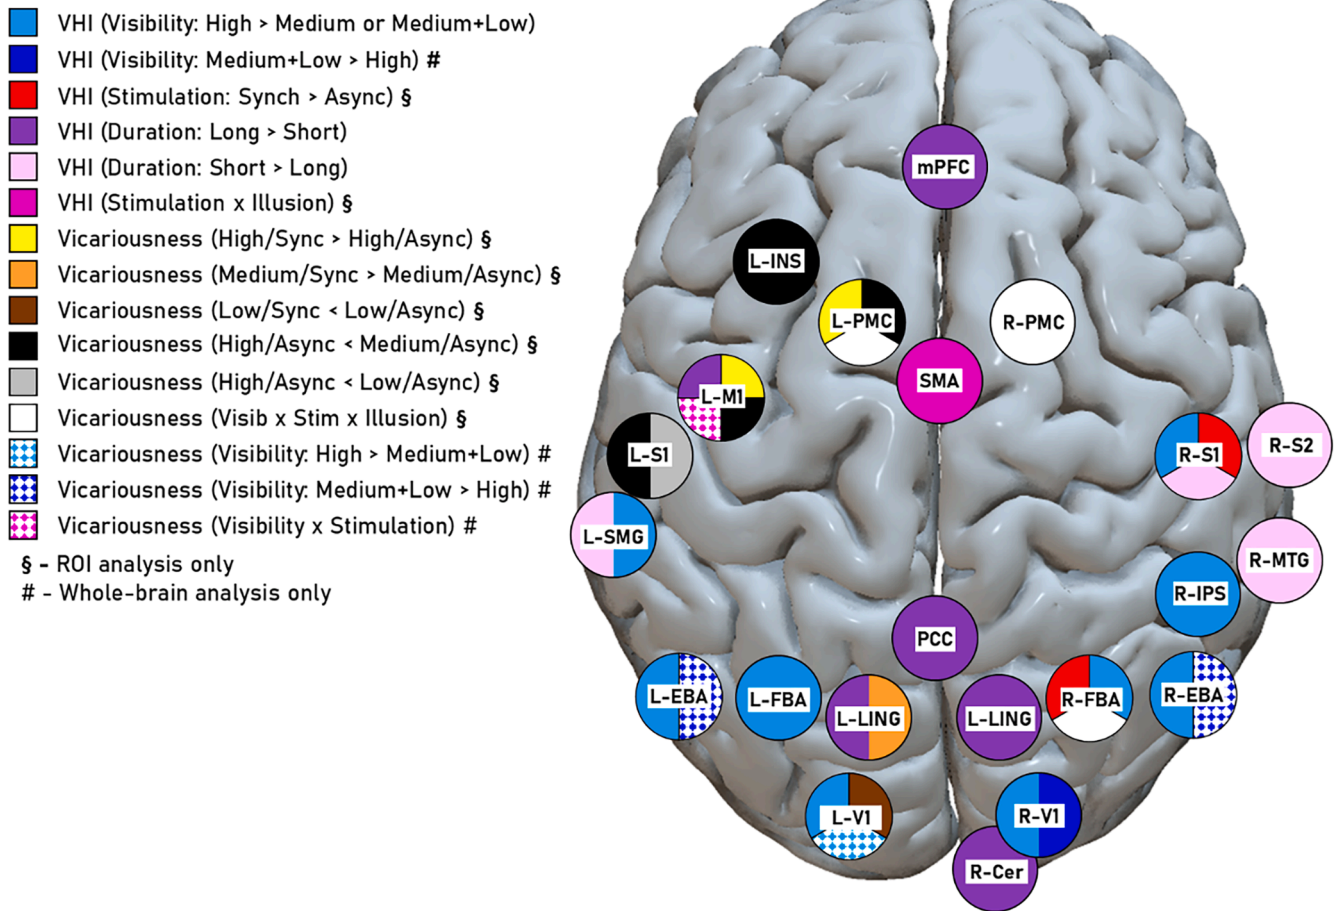 VHI (Visibility: High > Medium or Medium+Low)
VHI (Visibility: Medium+Low > High) #
VHI (Stimulation: Synch > Async) §
VHI (Duration: Long > Short)
VHI (Duration: Short > Long)
VHI (Stimulation x Illusion) §
Vicariousness (High/Sync > High/Async) §
Vicariousness (Medium/Sync > Medium/Async) §
Vicariousness (Low/Sync < Low/Async) §
Vicariousness (High/Async < Medium/Async) §
Vicariousness (High/Async < Low/Async) §
Vicariousness (Visib x Stim x Illusion) §
Vicariousness (Visibility: High > Medium+Low) #
Vicariousness (Visibility: Medium+Low > High) #
Vicariousness (Visibility x Stimulation) #
§ - ROI analysis only
# - Whole-brain analysis only
mPFC
L-INS
L-PMC
R-PMC
SMA
L-M1
L-S1
R-S1
R-S2
L-SMG
R-MTG
R-IPS
PCC
L-EBA
L-FBA
L-LING
L-LING
R-FBA
R-EBA
L-V1
R-V1
R-Cer